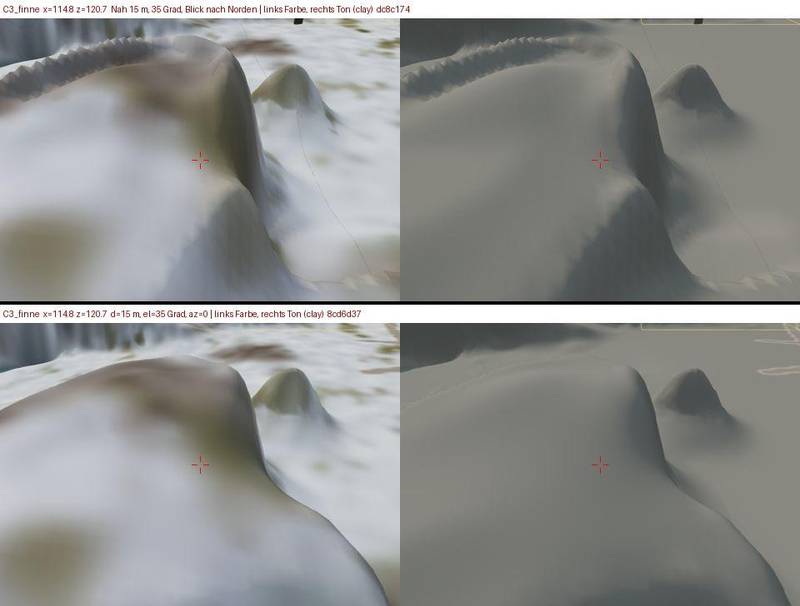 C3_finne x=114.8 z=120.7 Nah 15 m, 35 Grad, Blick nach Norden | links Farbe, rechts Ton (clay) dc8c174
C3_finne x=114.8 z=120.7 d=15 m, el=35 Grad, az=0 | links Farbe, rechts Ton (clay) 8cd6d37